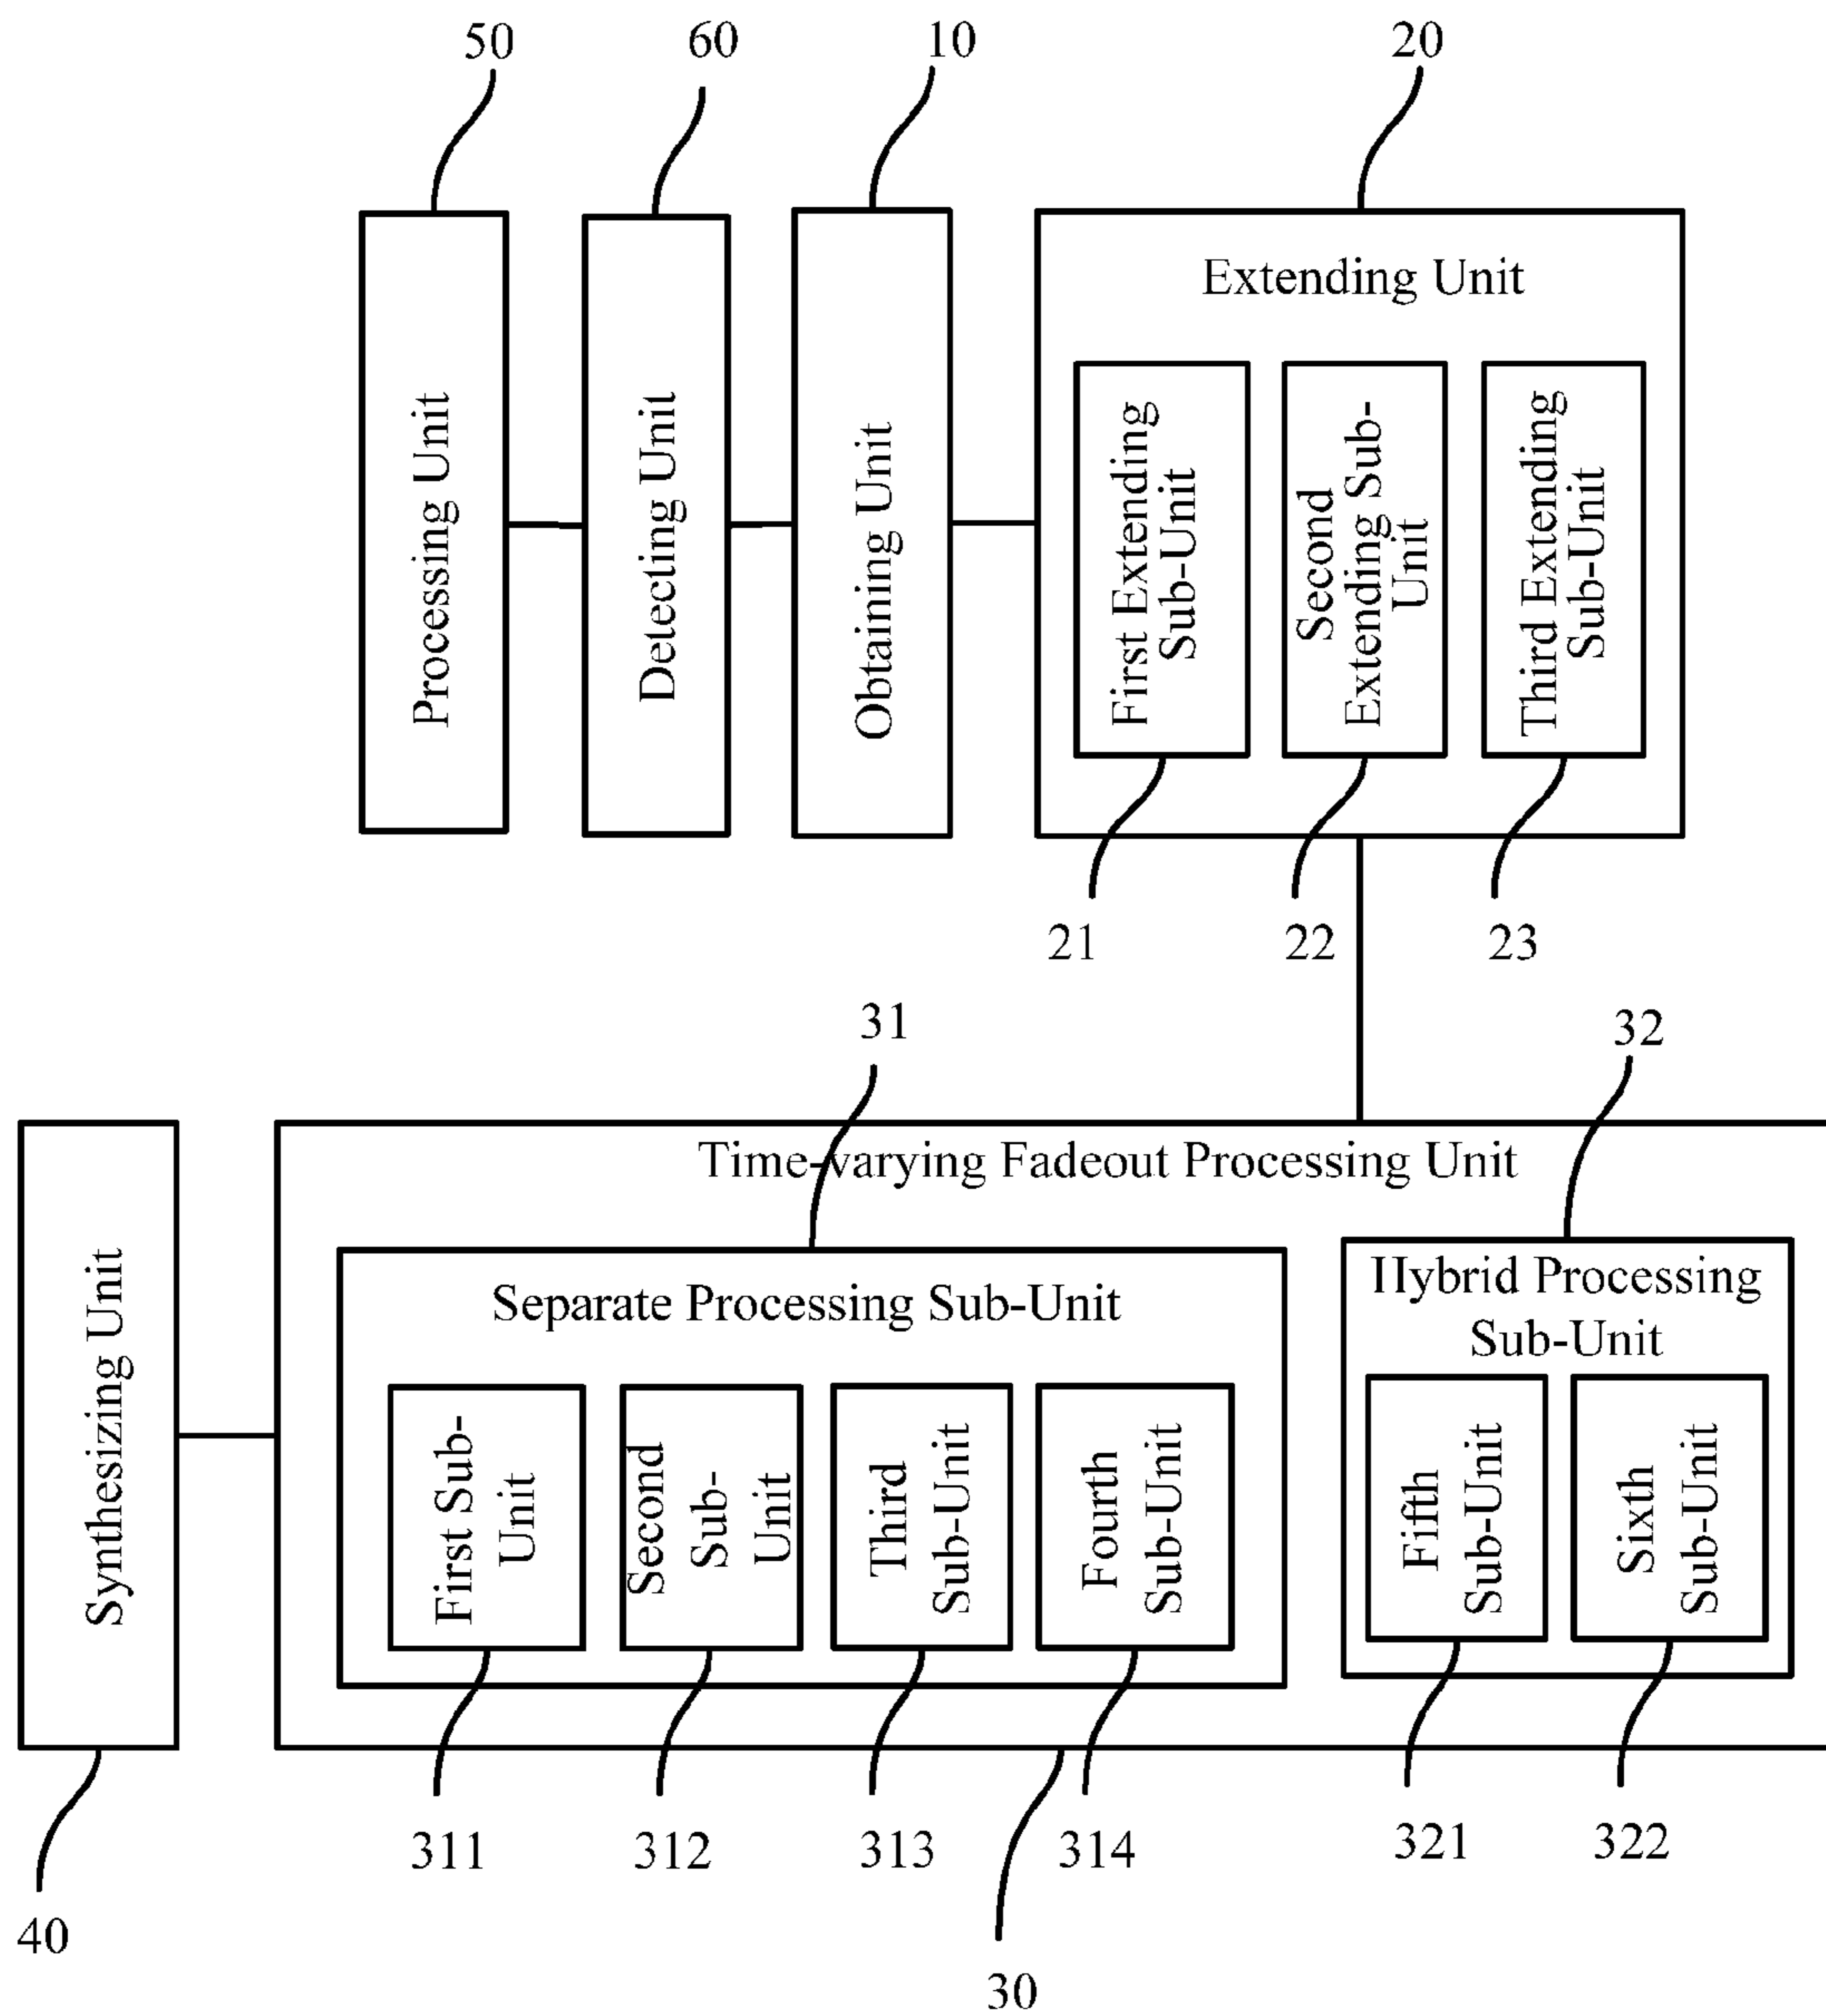 50
60
10
20
Processing Unit
Detecting Unit
Obtaining Unit
Extending Unit
First Extending
Sub-Unit
Second
Extending Sub-
Unit
Third Extending
Sub-Unit
21
22
23
31
32
Synthesizing Unit
Time-varying Fadeout Processing Unit
Separate Processing Sub-Unit
First Sub-
Unit
Second
Sub-
Unit
Third
Sub-Unit
Fourth
Sub-Unit
Hybrid Processing
Sub-Unit
Fifth
Sub-Unit
Sixth
Sub-Unit
311
312
313
314
321
322
40
30